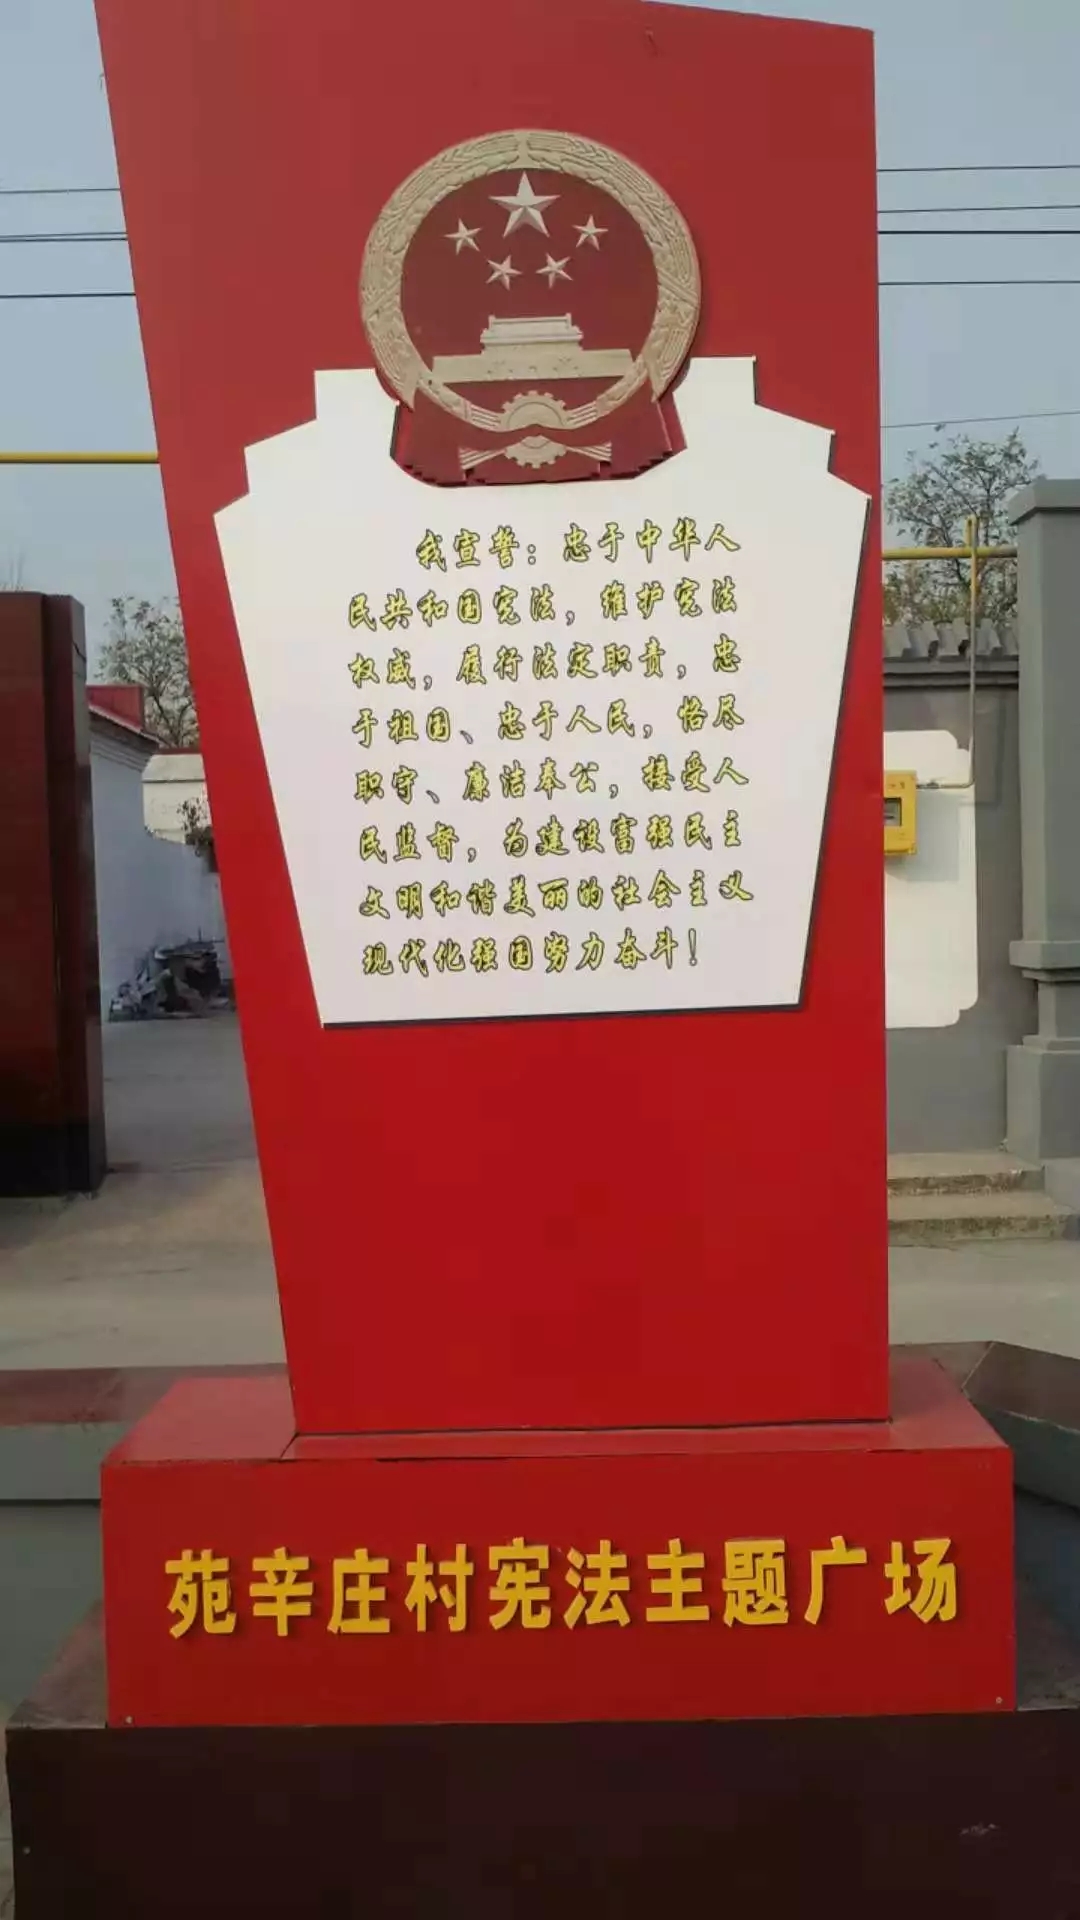 我宣誓：忠于中华人
民共和国宪法，维护宪法
权威，履行法定职责，忠
于祖国、忠于人民，恪尽
职守、廉洁奉公，接受人
民监督，为建设富强民主
文明和谐美丽的社会主义
现代化强国努力奋斗！
苑辛庄村宪法主题广场